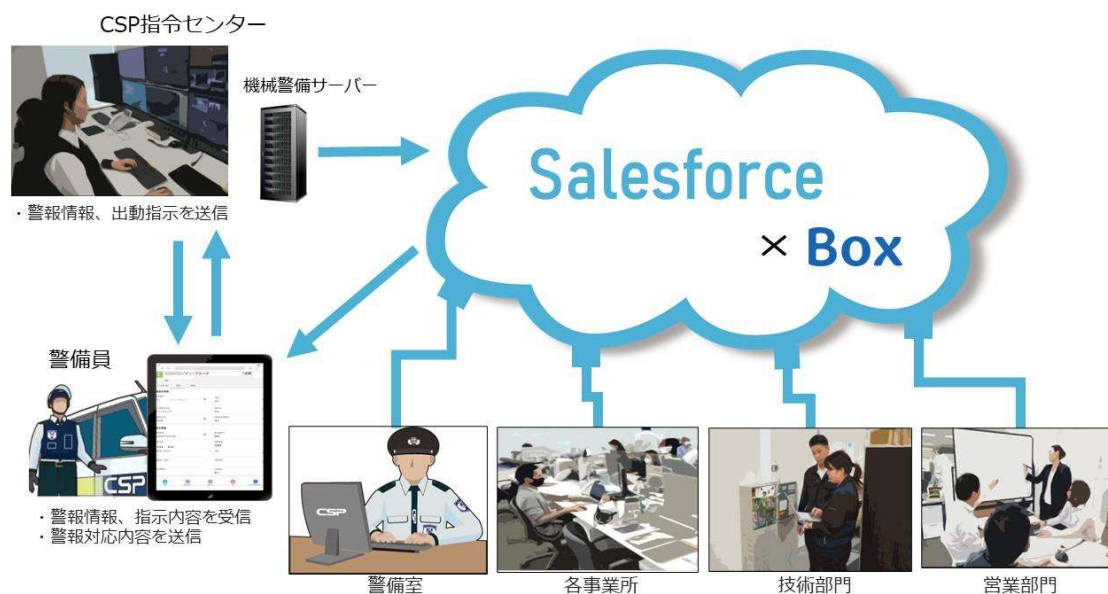 CSP指令センター
機械警備サーバー
・警報情報、出動指示を送信
Salesforce
× Box
警備員
CSP
・警報情報、指示内容を受信
・警報対応内容を送信
CSP
警備室
各事業所
技術部門
営業部門